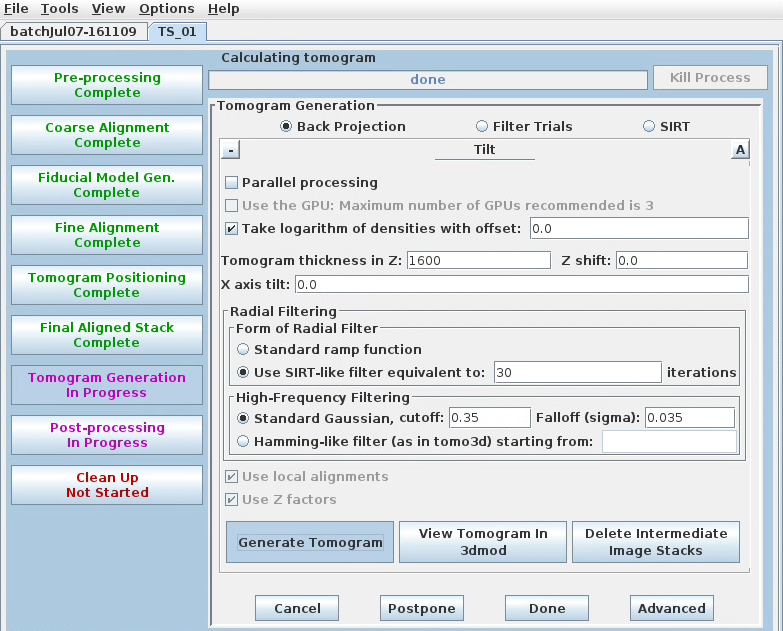 File Tools View Options Help
batchJul07-161109 TS_01
Calculating tomogram
done Kill Process
Pre-processing
Complete
Coarse Alignment
Complete
Fiducial Model Gen.
Complete
Fine Alignment
Complete
Tomogram Positioning
Complete
Final Aligned Stack
Complete
Tomogram Generation
In Progress
Post-processing
In Progress
Clean Up
Not Started
Tomogram Generation
Back Projection Filter Trials SIRT
- Tilt A
Parallel processing
Use the GPU: Maximum number of GPUs recommended is 3
Take logarithm of densities with offset: 0.0
Tomogram thickness in Z: 1600 Z shift: 0.0
X axis tilt: 0.0
Radial Filtering
Form of Radial Filter
Standard ramp function
Use SIRT-like filter equivalent to: 30 iterations
High-Frequency Filtering
Standard Gaussian, cutoff: 0.35 Falloff (sigma): 0.035
Hamming-like filter (as in tomo3d) starting from:
Use local alignments
Use Z factors
Generate Tomogram
View Tomogram In
3dmod
Delete Intermediate
Image Stacks
Cancel Postpone Done Advanced